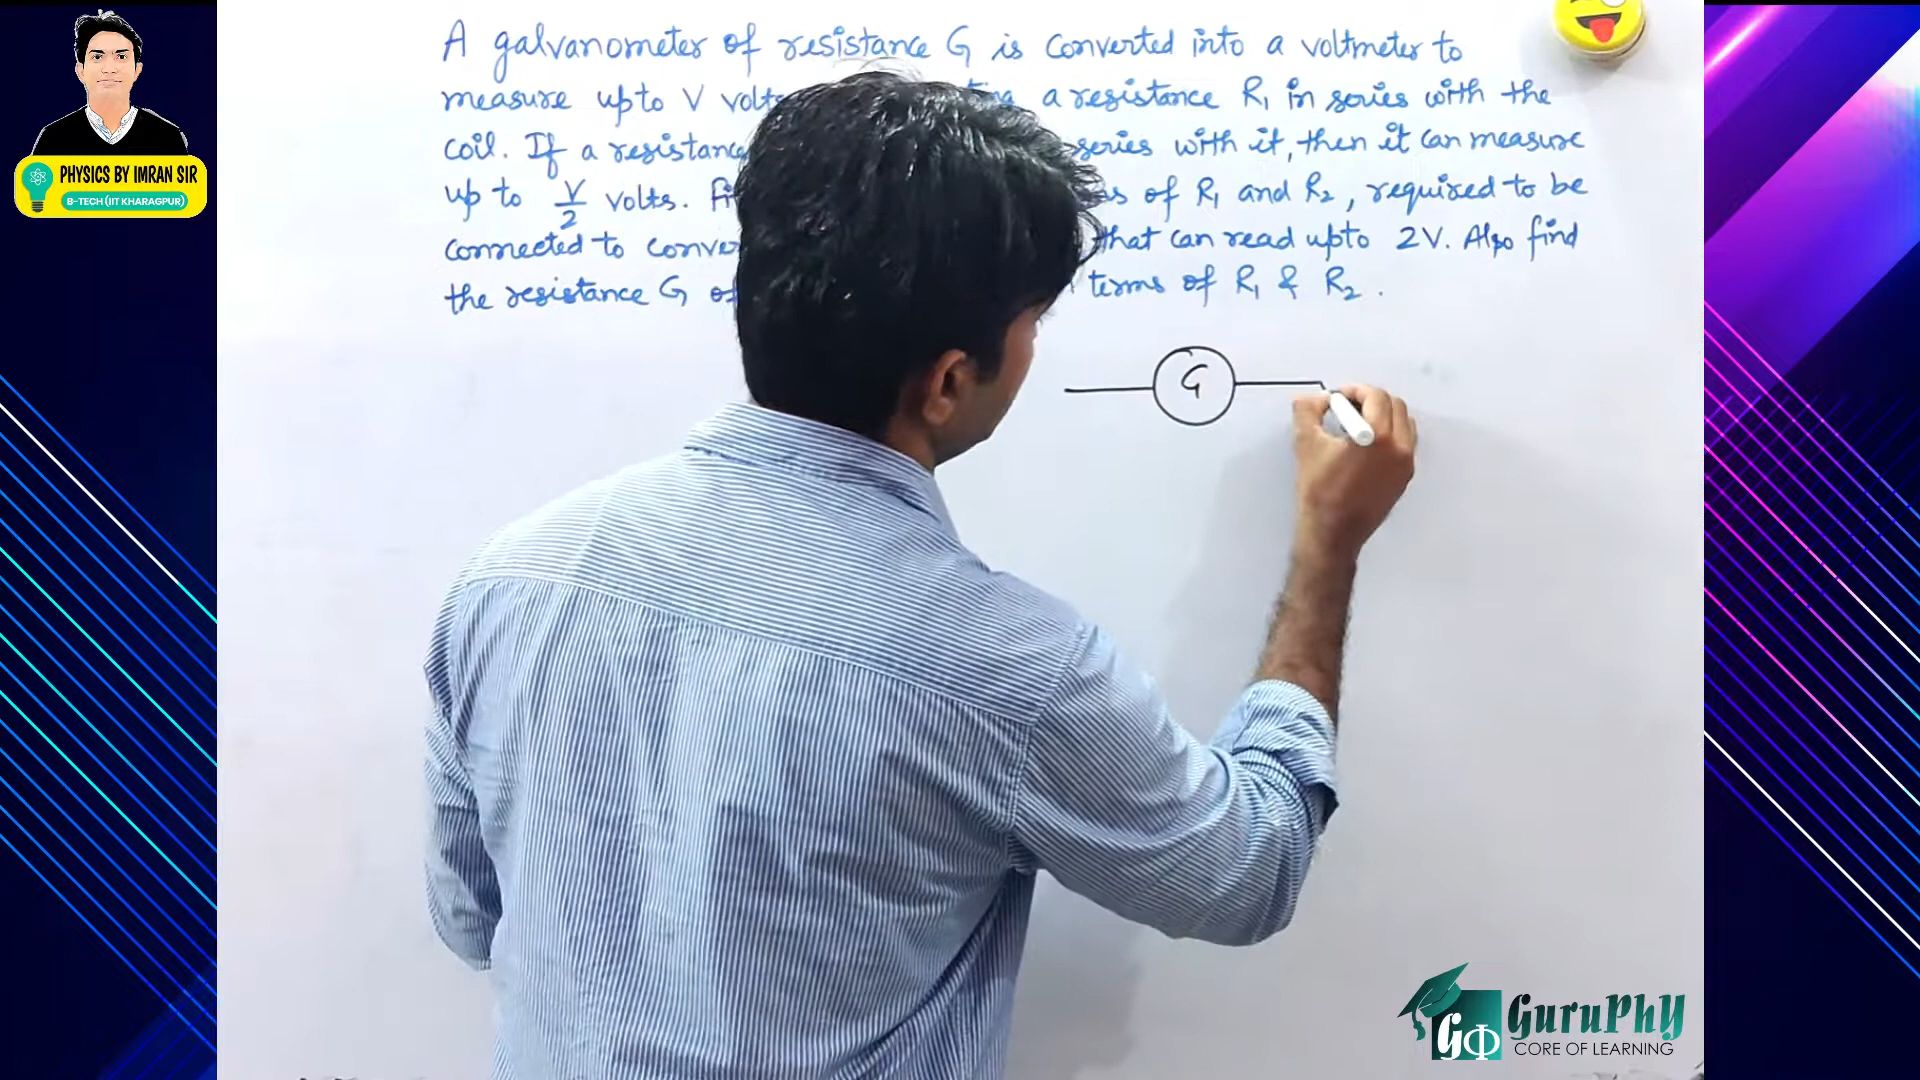 A galvanometer of resistance G is converted into a voltmeter to
measure upto V volts a resistance R1 in series with the
coil. If a series with it, then it can measure
up to V/2 volts. of R1 and R2, required to be
connected to that can read upto 2V. Also find
the resistance G terms of R1 & R2.
G
PHYSICS BY IMRAN SIR
B-TECH (IIT KHARAGPUR)
GΦ
GuruPhy
CORE OF LEARNING